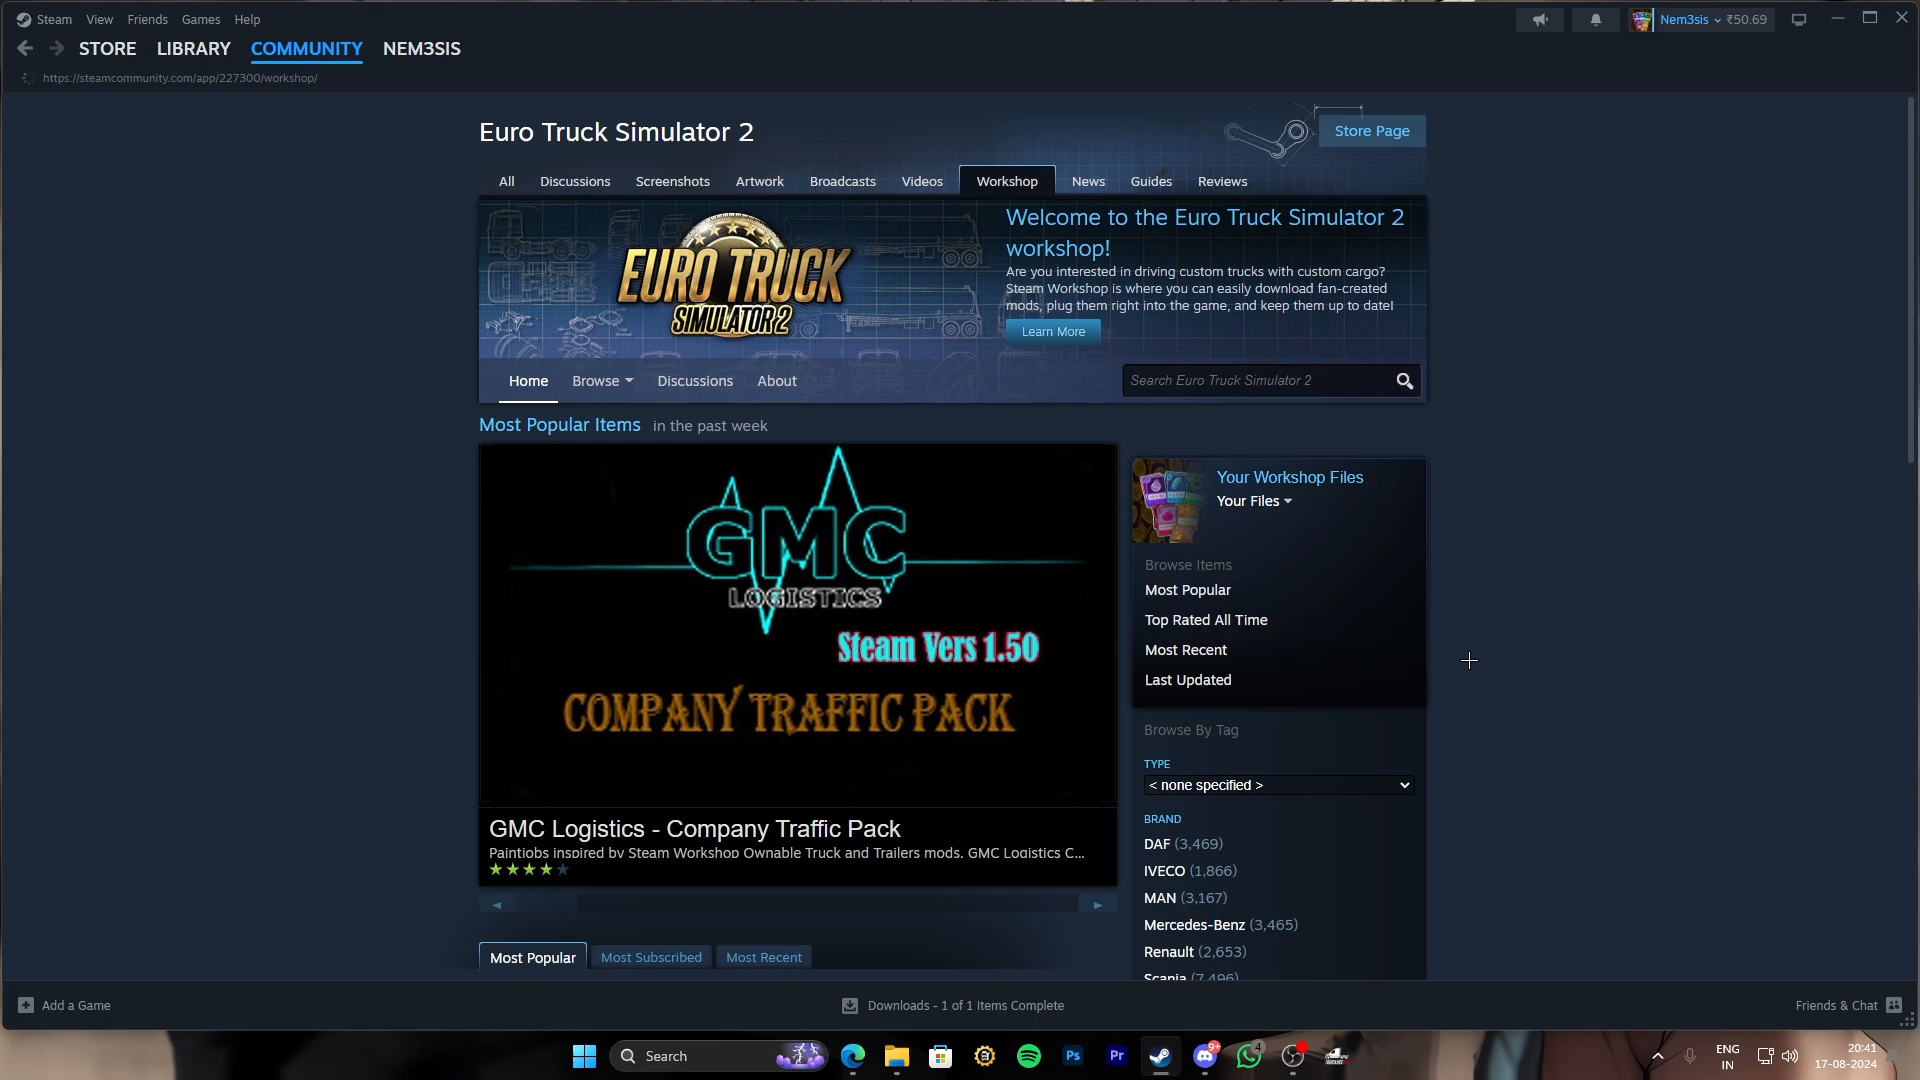 Steam View Friends Games Help
Nem3sis ₹50.69
STORE LIBRARY COMMUNITY NEM3SIS
https://steamcommunity.com/app/227300/workshop/
Euro Truck Simulator 2
Store Page
All Discussions Screenshots Artwork Broadcasts Videos Workshop News Guides Reviews
EURO TRUCK
SIMULATOR 2
Welcome to the Euro Truck Simulator 2
workshop!
Are you interested in driving custom trucks with custom cargo?
Steam Workshop is where you can easily download fan-created
mods, plug them right into the game, and keep them up to date!
Learn More
Home Browse Discussions About
Search Euro Truck Simulator 2
Most Popular Items in the past week
GMC
LOGISTICS
Steam Vers 1.50
COMPANY TRAFFIC PACK
GMC Logistics - Company Traffic Pack
Paintjobs inspired by Steam Workshop Ownable Truck and Trailers mods. GMC Logistics C...
Your Workshop Files
Your Files
Browse Items
Most Popular
Top Rated All Time
Most Recent
Last Updated
Browse By Tag
TYPE
< none specified >
BRAND
DAF (3,469)
IVECO (1,866)
MAN (3,167)
Mercedes-Benz (3,465)
Renault (2,653)
Scania (7,496)
Most Popular Most Subscribed Most Recent
Add a Game
Downloads - 1 of 1 Items Complete
Friends & Chat
Search
Ps
Pr
9+
4
ENG
IN
20:41
17-08-2024